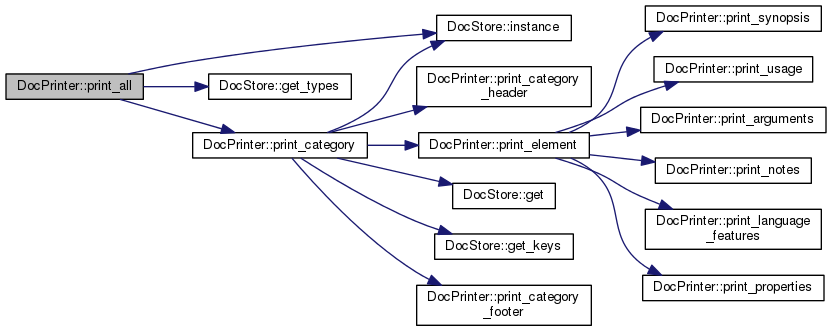 DocPrinter::print_all
DocStore::instance
DocStore::get_types
DocPrinter::print_category
DocPrinter::print_category
_header
DocPrinter::print_element
DocStore::get
DocStore::get_keys
DocPrinter::print_category
_footer
DocPrinter::print_synopsis
DocPrinter::print_usage
DocPrinter::print_arguments
DocPrinter::print_notes
DocPrinter::print_language
_features
DocPrinter::print_properties